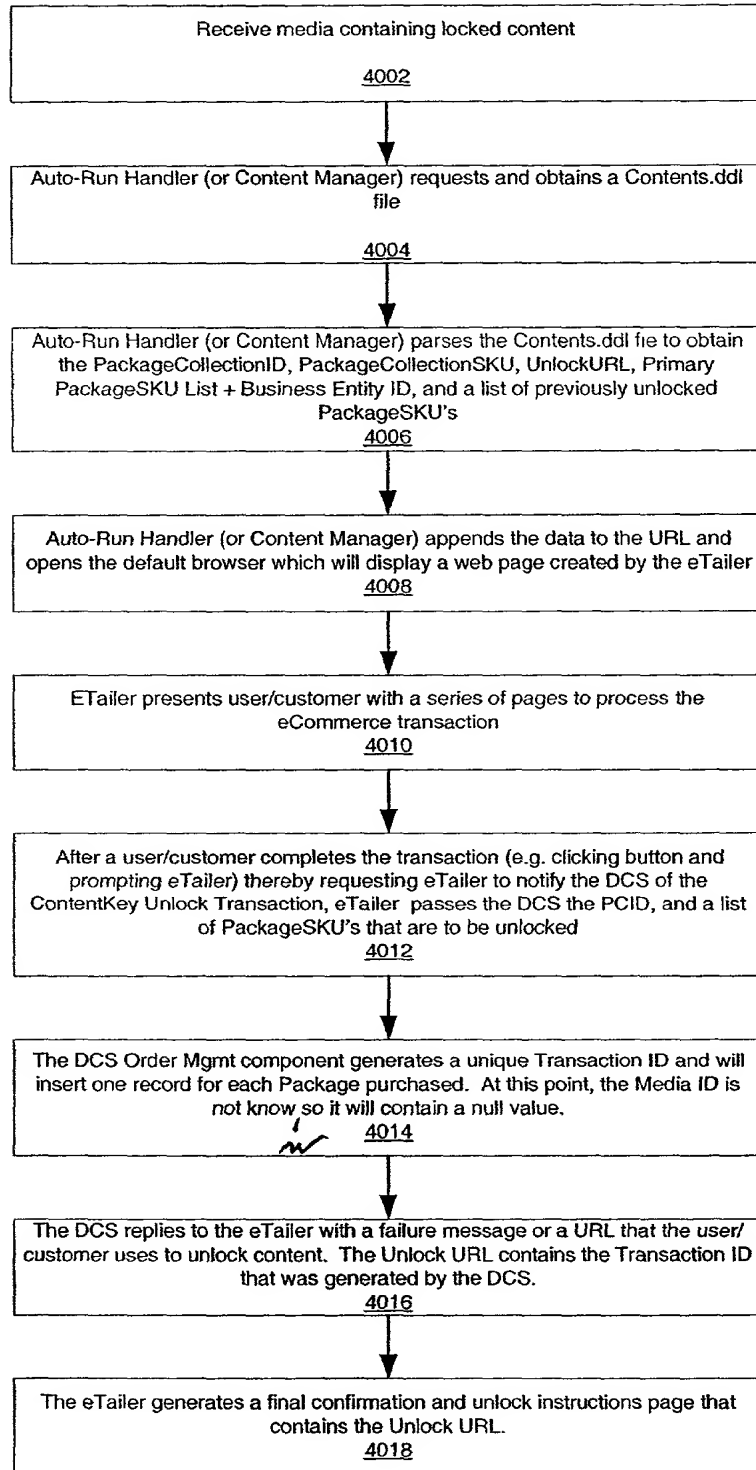 Receive media containing locked content
4002
Auto-Run Handler (or Content Manager) requests and obtains a Contents.ddl
file
4004
Auto-Run Handler (or Content Manager) parses the Contents.ddl fie to obtain
the PackageCollectionID, PackageCollectionSKU, UnlockURL, Primary
PackageSKU List + Business Entity ID, and a list of previously unlocked
PackageSKU's
4006
Auto-Run Handler (or Content Manager) appends the data to the URL and
opens the default browser which will display a web page created by the eTailer
4008
ETailer presents user/customer with a series of pages to process the
eCommerce transaction
4010
After a user/customer completes the transaction (e.g. clicking button and
prompting eTailer) thereby requesting eTailer to notify the DCS of the
ContentKey Unlock Transaction, eTailer passes the DCS the PCID, and a list
of PackageSKU's that are to be unlocked
4012
The DCS Order Mgmt component generates a unique Transaction ID and will
insert one record for each Package purchased. At this point, the Media ID is
not know so it will contain a null value.
4014
The DCS replies to the eTailer with a failure message or a URL that the user/
customer uses to unlock content. The Unlock URL contains the Transaction ID
that was generated by the DCS.
4016
The eTailer generates a final confirmation and unlock instructions page that
contains the Unlock URL.
4018